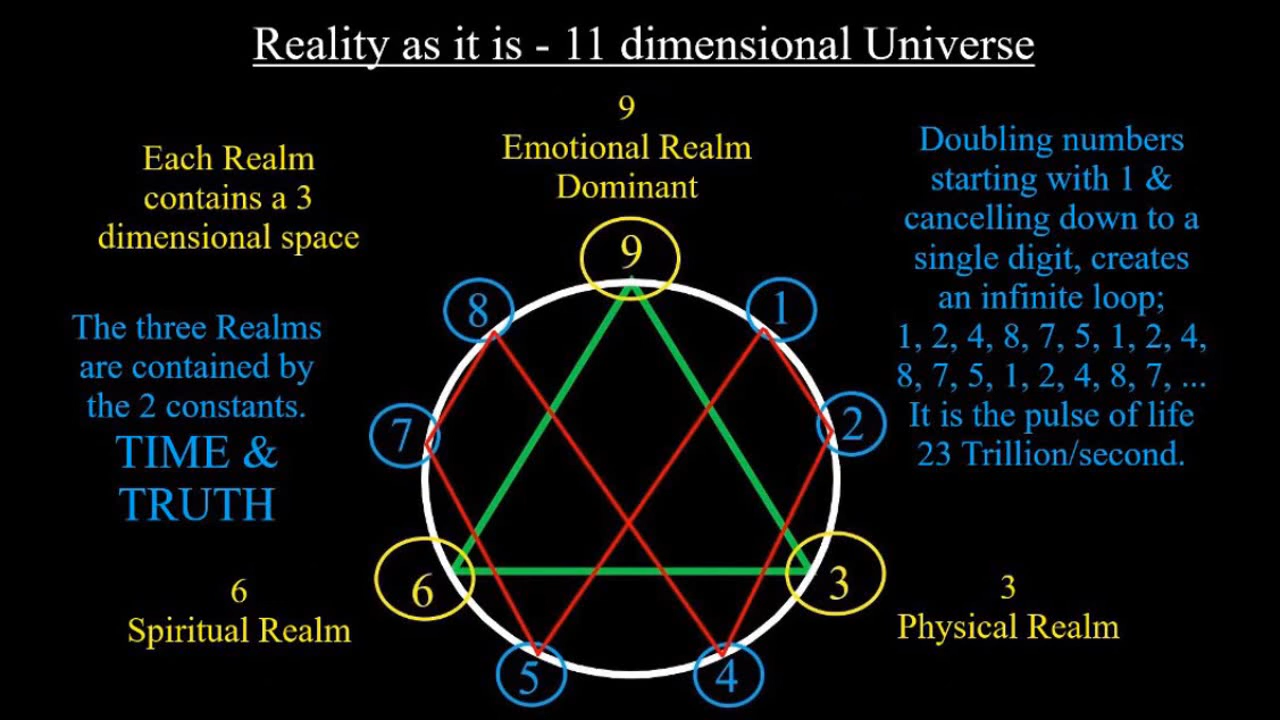 Reality as it is - 11 dimensional Universe
Each Realm
contains a 3
dimensional space
The three Realms
are contained by
the 2 constants.
TIME &
TRUTH
9
Emotional Realm
Dominant
Doubling numbers
starting with 1 &
cancelling down to a
single digit, creates
an infinite loop;
1, 2, 4, 8, 7, 5, 1, 2, 4,
8, 7, 5, 1, 2, 4, 8, 7, ...
It is the pulse of life
23 Trillion/second.
9
8
1
7
2
6
3
5
4
6
Spiritual Realm
3
Physical Realm